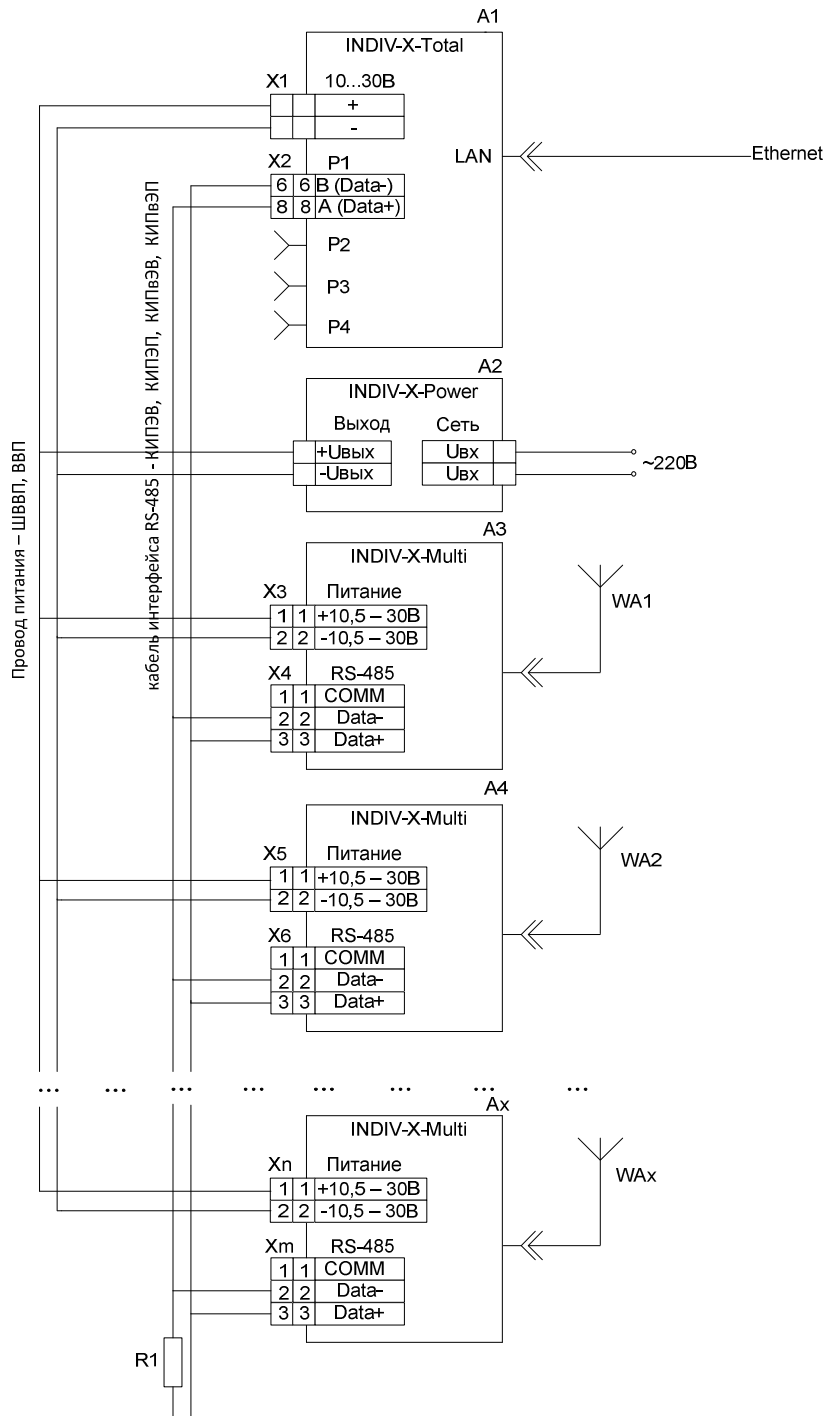 A1
INDIV-X-Total
X1 10...30В
+
-
LAN
Ethernet
X2 P1
6 6 B (Data-)
8 8 A (Data+)
P2
P3
P4
Провод питания – ШВВП, ВВП
кабель интерфейса RS-485 - КИПЭВ, КИПЭП, КИПвЭВ, КИПвЭП
A2
INDIV-X-Power
Выход Сеть
+Uвых Uвх
-Uвых Uвх
~220В
A3
INDIV-X-Multi
X3 Питание
1 1 +10,5 – 30В
2 2 -10,5 – 30В
WA1
X4 RS-485
1 1 COMM
2 2 Data-
3 3 Data+
A4
INDIV-X-Multi
X5 Питание
1 1 +10,5 – 30В
2 2 -10,5 – 30В
WA2
X6 RS-485
1 1 COMM
2 2 Data-
3 3 Data+
... ... ... ... ... ... ... ...
Ax
INDIV-X-Multi
Xn Питание
1 1 +10,5 – 30В
2 2 -10,5 – 30В
WAx
Xm RS-485
1 1 COMM
2 2 Data-
3 3 Data+
R1